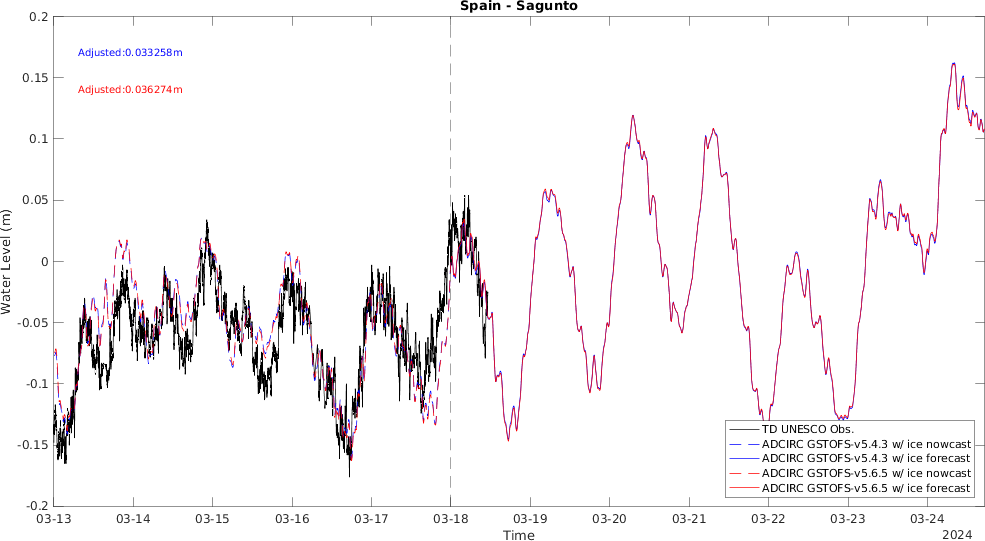 Spain - Sagunto
0.2
0.15
0.1
0.05
0
-0.05
-0.1
-0.15
-0.2
Water Level (m)
Adjusted:0.033258m
Adjusted:0.036274m
TD UNESCO Obs.
ADCIRC GSTOFS-v5.4.3 w/ ice nowcast
ADCIRC GSTOFS-v5.4.3 w/ ice forecast
ADCIRC GSTOFS-v5.6.5 w/ ice nowcast
ADCIRC GSTOFS-v5.6.5 w/ ice forecast
03-13 03-14 03-15 03-16 03-17 03-18 03-19 03-20 03-21 03-22 03-23 03-24
Time
2024